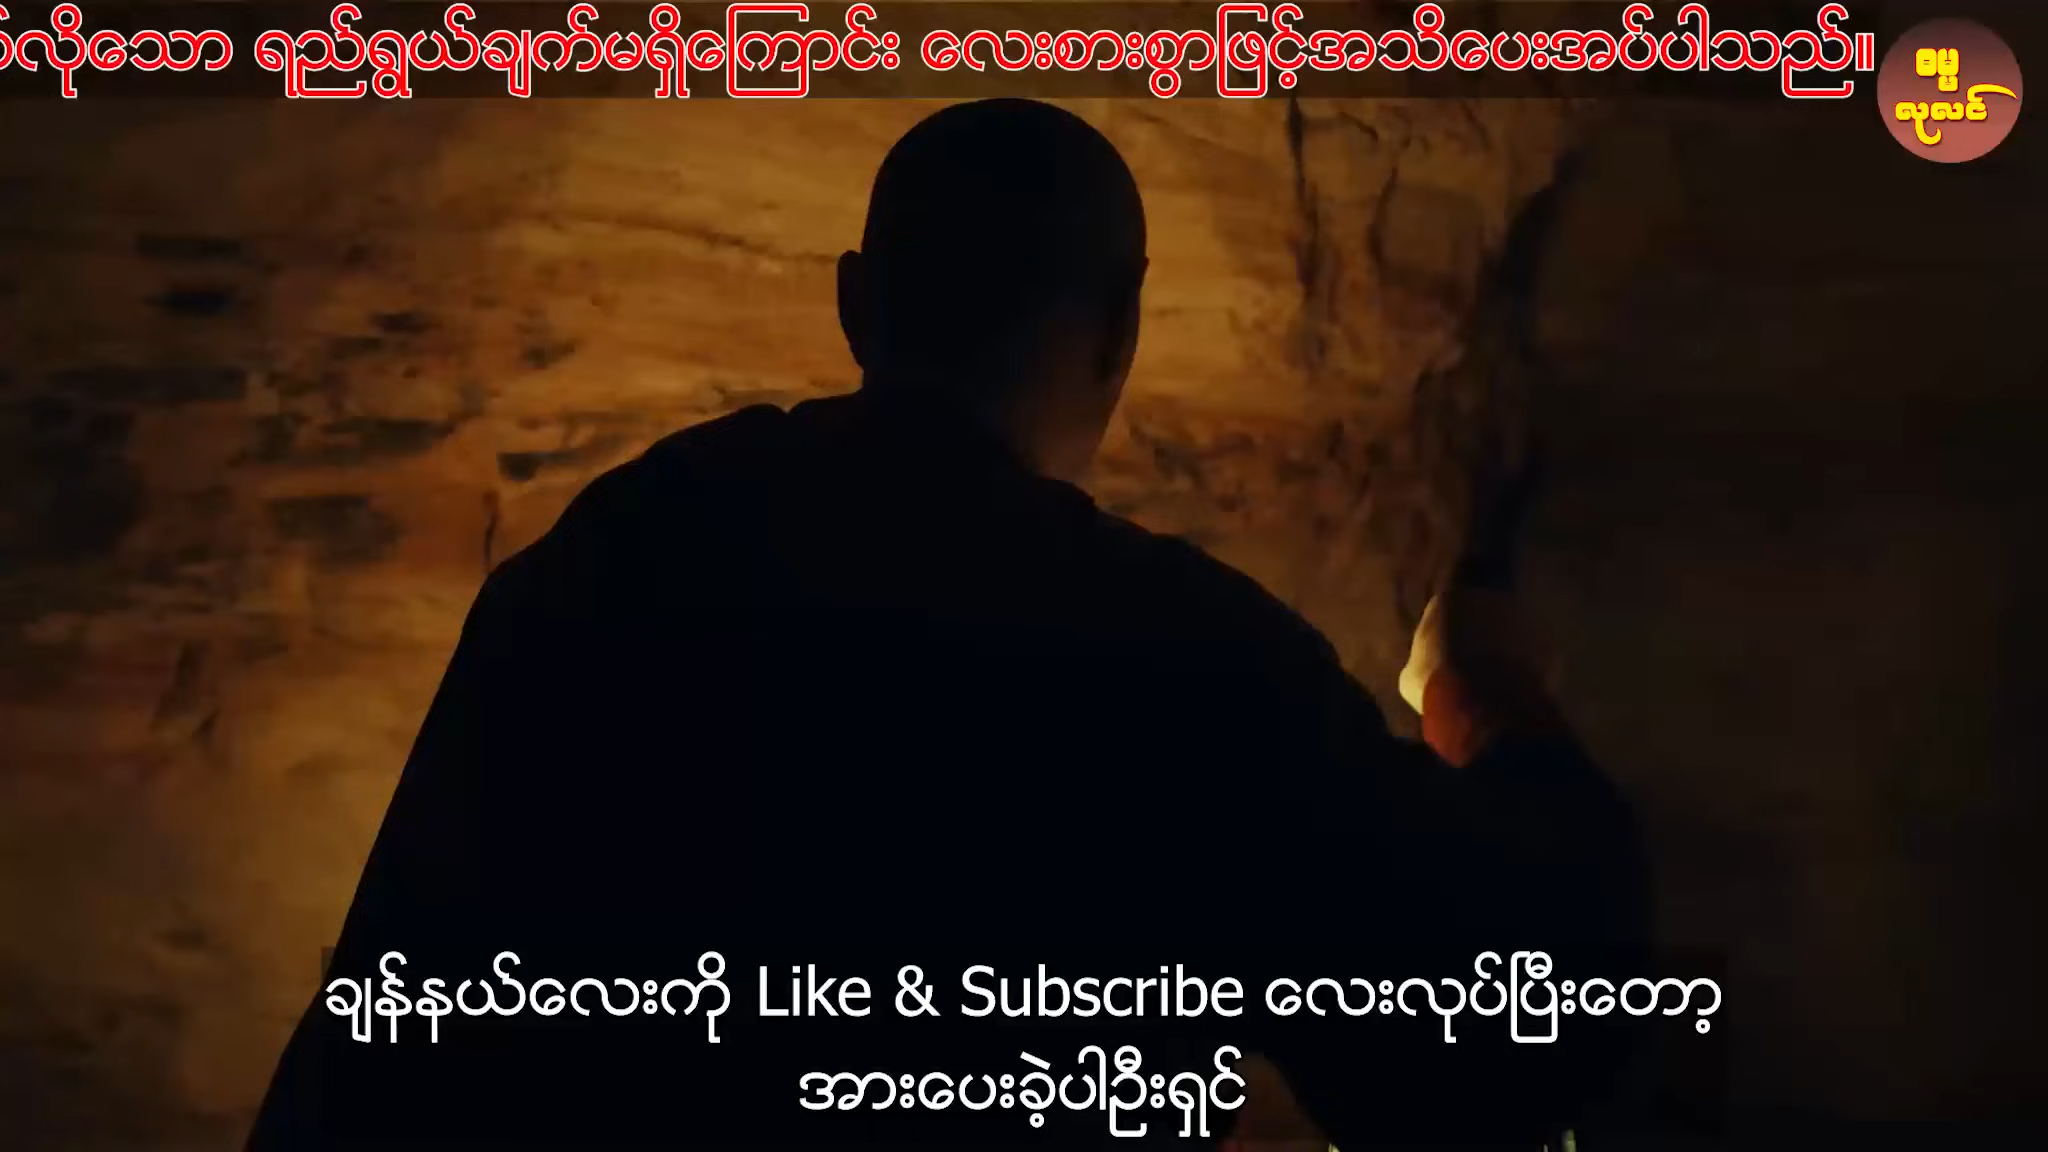 လိုသော ရည်ရွယ်ချက်မရှိကြောင်း လေးစားစွာဖြင့်အသိပေးအပ်ပါသည်။
ဓမ္မ
လုလင်
ချန်နယ်လေးကို Like & Subscribe လေးလုပ်ပြီးတော့
အားပေးခဲ့ပါဦးရှင်